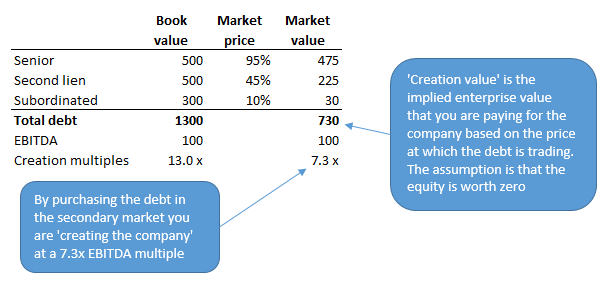 Book Market Market
value price value
Senior 500 95% 475
Second lien 500 45% 225
Subordinated 300 10% 30
Total debt 1300 730
EBITDA 100 100
Creation multiples 13.0 x 7.3 x
'Creation value' is the
implied enterprise value
that you are paying for the
company based on the price
at which the debt is trading.
The assumption is that the
equity is worth zero
By purchasing the debt in
the secondary market you
are 'creating the company'
at a 7.3x EBITDA multiple